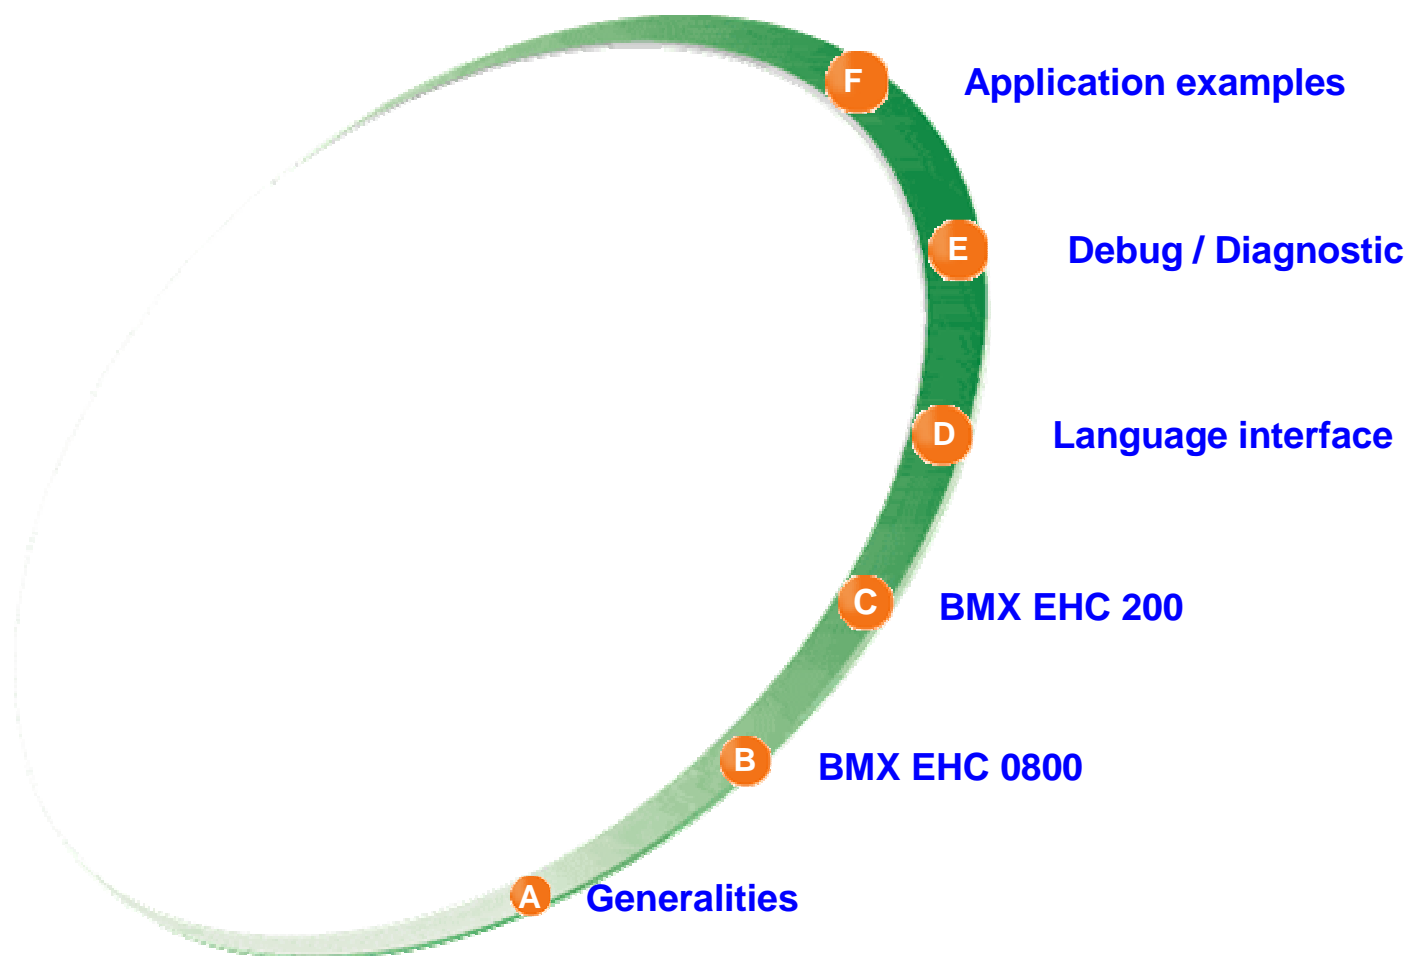 F Application examples
E Debug / Diagnostic
D Language interface
C BMX EHC 200
B BMX EHC 0800
A Generalities